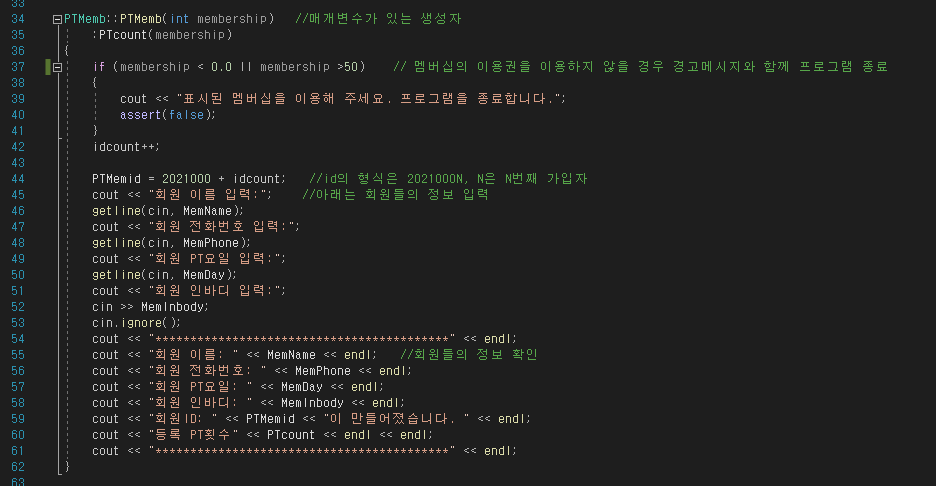 33
34 PTMemb::PTMemb(int membership) //매개변수가 있는 생성자
35 :PTcount(membership)
36 {
37 if (membership < 0.0 || membership >50) // 멤버십의 이용권을 이용하지 않을 경우 경고메시지와 함께 프로그램 종료
38 {
39 cout << "표시된 멤버십을 이용해 주세요. 프로그램을 종료합니다.";
40 assert(false);
41 }
42 idcount++;
43
44 PTMemid = 2021000 + idcount; //id의 형식은 2021000N, N은 N번째 가입자
45 cout << "회원 이름 입력:"; //아래는 회원들의 정보 입력
46 getline(cin, MemName);
47 cout << "회원 전화번호 입력:";
48 getline(cin, MemPhone);
49 cout << "회원 PT요일 입력:";
50 getline(cin, MemDay);
51 cout << "회원 인바디 입력:";
52 cin >> MemInbody;
53 cin.ignore();
54 cout << "******************************************" << endl;
55 cout << "회원 이름: " << MemName << endl; //회원들의 정보 확인
56 cout << "회원 전화번호: " << MemPhone << endl;
57 cout << "회원 PT요일: " << MemDay << endl;
58 cout << "회원 인바디: " << MemInbody << endl;
59 cout << "회원ID: " << PTMemid << "이 만들어졌습니다. " << endl;
60 cout << "등록 PT횟수" << PTcount << endl << endl;
61 cout << "******************************************" << endl;
62 }
63